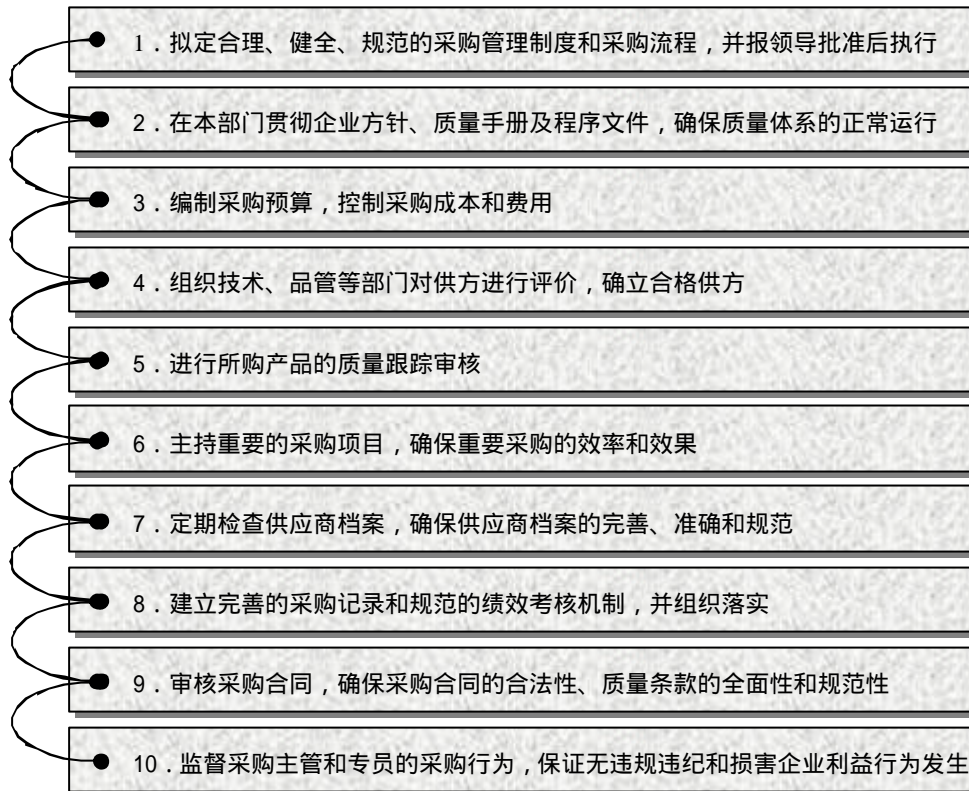 1．拟定合理、健全、规范的采购管理制度和采购流程，并报领导批准后执行
2．在本部门贯彻企业方针、质量手册及程序文件，确保质量体系的正常运行
3．编制采购预算，控制采购成本和费用
4．组织技术、品管等部门对供方进行评价，确立合格供方
5．进行所购产品的质量跟踪审核
6．主持重要的采购项目，确保重要采购的效率和效果
7．定期检查供应商档案，确保供应商档案的完善、准确和规范
8．建立完善的采购记录和规范的绩效考核机制，并组织落实
9．审核采购合同，确保采购合同的合法性、质量条款的全面性和规范性
10．监督采购主管和专员的采购行为，保证无违规违纪和损害企业利益行为发生